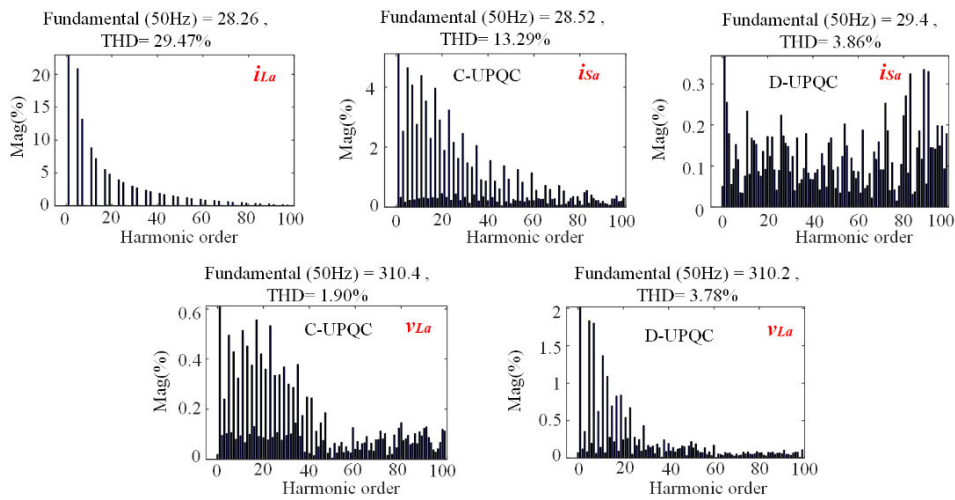 Fundamental (50Hz) = 28.26 ,
THD= 29.47%
20
15
10
5
0
Mag(%)
iLa
0 20 40 60 80 100
Harmonic order
Fundamental (50Hz) = 28.52 ,
THD= 13.29%
4
2
0
Mag(%)
C-UPQC
iSa
0 20 40 60 80 100
Harmonic order
Fundamental (50Hz) = 29.4 ,
THD= 3.86%
0.3
0.2
0.1
0.1
Mag(%)
D-UPQC
iSa
0 20 40 60 80 100
Harmonic order
Fundamental (50Hz) = 310.4 ,
THD= 1.90%
0.6
0.4
0.2
0
Mag(%)
C-UPQC
vLa
0 20 40 60 80 100
Harmonic order
Fundamental (50Hz) = 310.2 ,
THD= 3.78%
2
1.5
1
0.5
0
Mag(%)
D-UPQC
vLa
0 20 40 60 80 100
Harmonic order